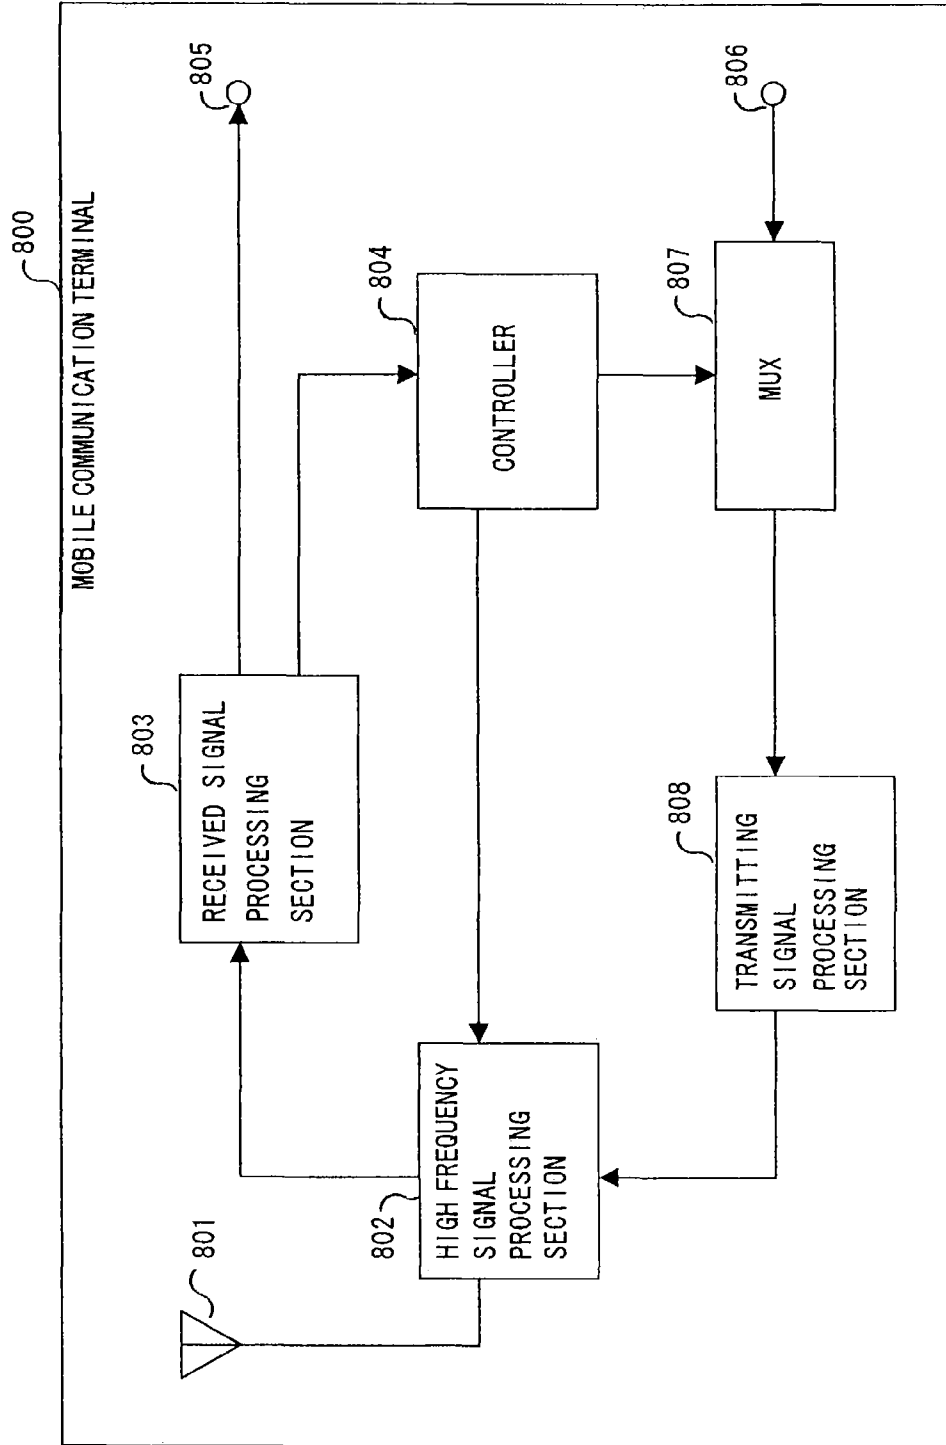 800
MOBILE COMMUNICATION TERMINAL
801
802
HIGH FREQUENCY
SIGNAL
PROCESSING
SECTION
803
RECEIVED SIGNAL
PROCESSING
SECTION
804
CONTROLLER
805
806
807
MUX
808
TRANSMITTING
SIGNAL
PROCESSING
SECTION